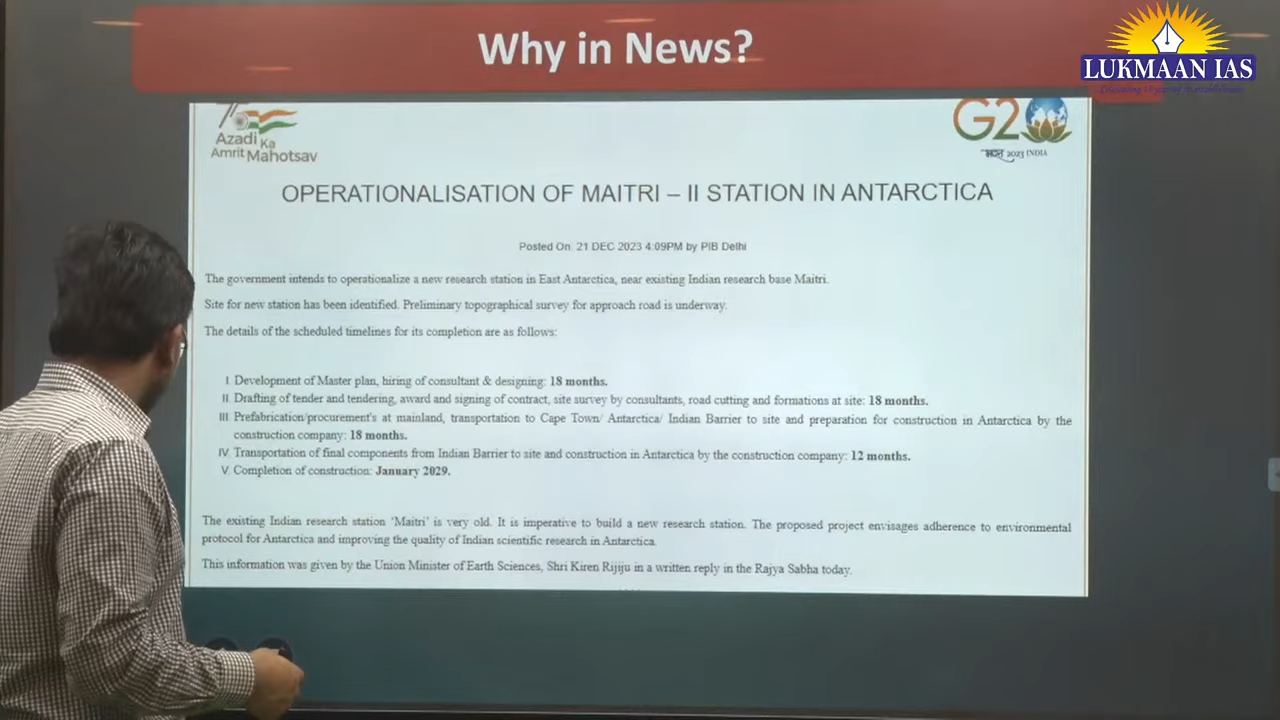 Why in News?
LUKMAAN IAS
Azadi Ka
Amrit Mahotsav
G20
भारत 2023 INDIA
OPERATIONALISATION OF MAITRI – II STATION IN ANTARCTICA
Posted On: 21 DEC 2023 4:09PM by PIB Delhi
The government intends to operationalize a new research station in East Antarctica, near existing Indian research base Maitri.
Site for new station has been identified. Preliminary topographical survey for approach road is underway.
The details of the scheduled timelines for its completion are as follows:
I. Development of Master plan, hiring of consultant & designing: 18 months.
II. Drafting of tender and tendering, award and signing of contract, site survey by consultants, road cutting and formations at site: 18 months.
III. Prefabrication/procurement's at mainland, transportation to Cape Town/ Antarctica/ Indian Barrier to site and preparation for construction in Antarctica by the
construction company: 18 months.
IV. Transportation of final components from Indian Barrier to site and construction in Antarctica by the construction company: 12 months.
V. Completion of construction: January 2029.
The existing Indian research station 'Maitri' is very old. It is imperative to build a new research station. The proposed project envisages adherence to environmental
protocol for Antarctica and improving the quality of Indian scientific research in Antarctica.
This information was given by the Union Minister of Earth Sciences, Shri Kiren Rijiju in a written reply in the Rajya Sabha today.